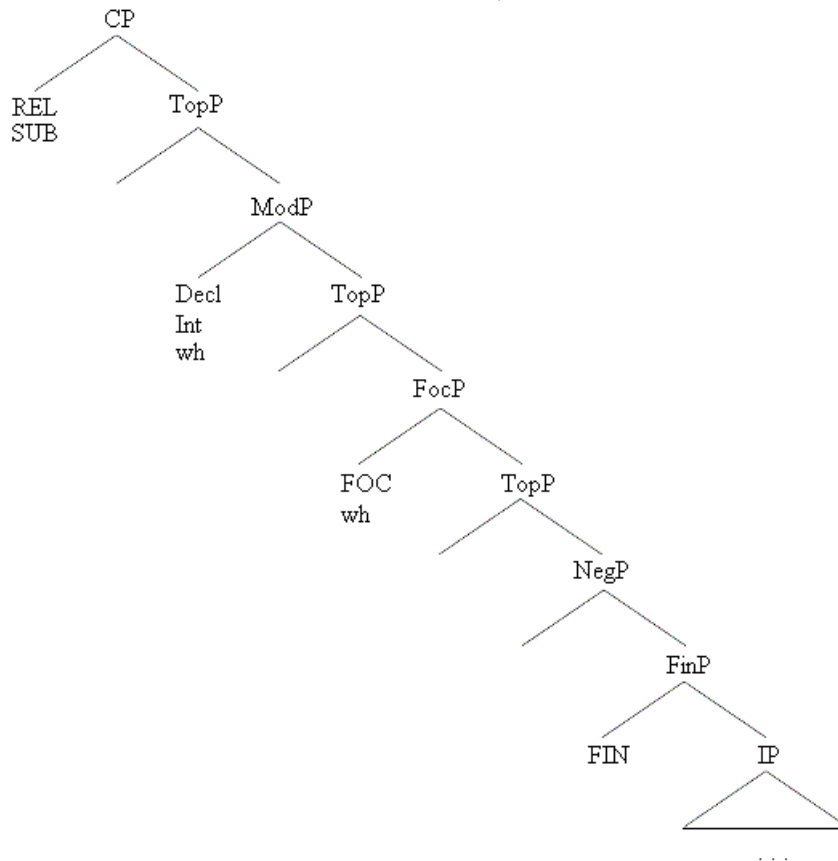 CP
REL
SUB
TopP
ModP
Decl
Int
wh
TopP
FocP
FOC
wh
TopP
NegP
FinP
FIN
IP
...